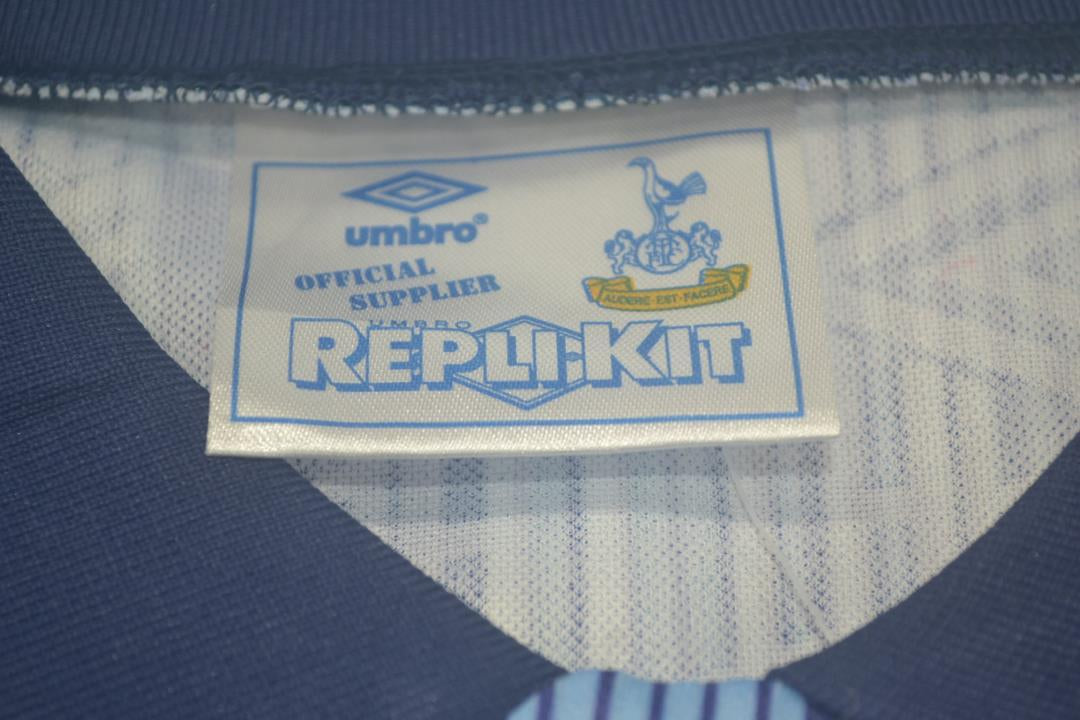 umbro®
OFFICIAL
SUPPLIER
AUDERE·EST·FACERE
UMBRO
REPLI-KIT